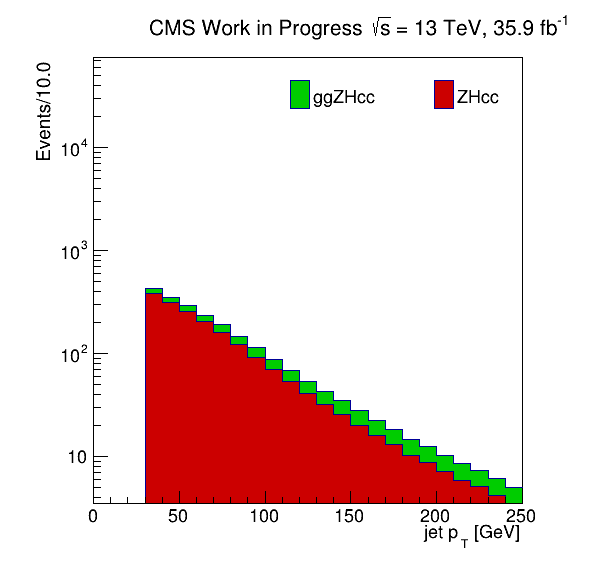 CMS Work in Progress √s = 13 TeV, 35.9 fb⁻¹
Events/10.0
ggZHcc
ZHcc
10⁴
10³
10²
10
0 50 100 150 200 250
jet p_T [GeV]